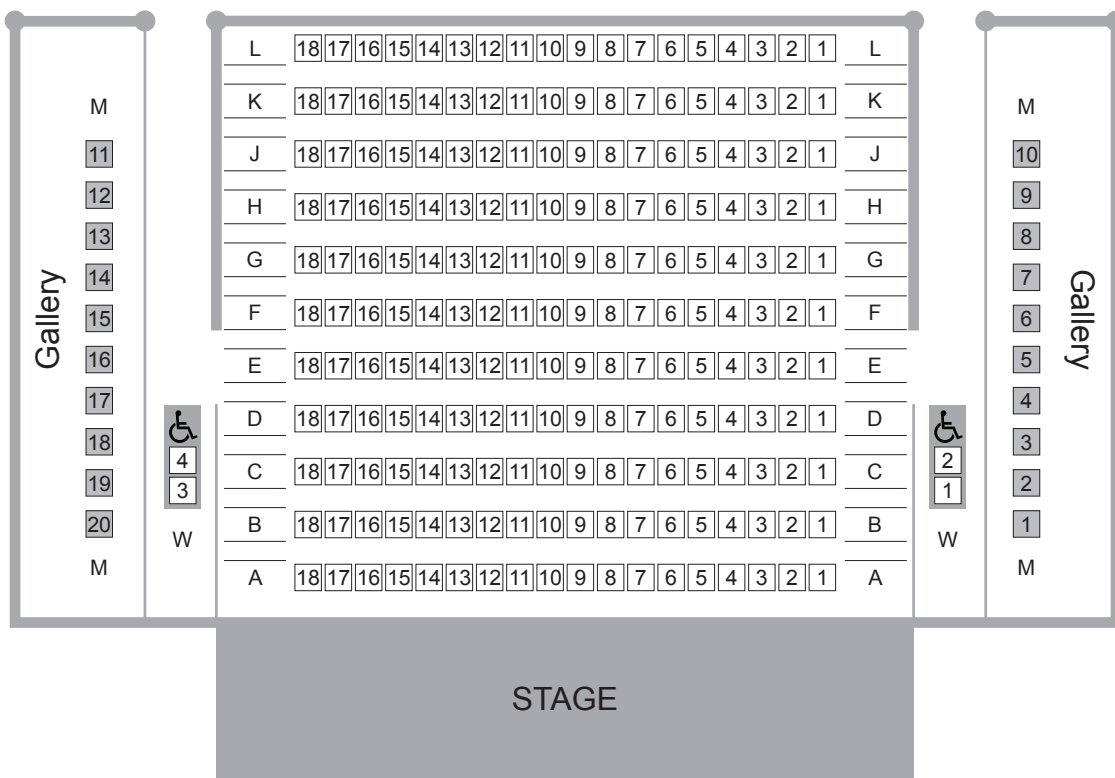 L 18 17 16 15 14 13 12 11 10 9 8 7 6 5 4 3 2 1 L
K 18 17 16 15 14 13 12 11 10 9 8 7 6 5 4 3 2 1 K
J 18 17 16 15 14 13 12 11 10 9 8 7 6 5 4 3 2 1 J
H 18 17 16 15 14 13 12 11 10 9 8 7 6 5 4 3 2 1 H
G 18 17 16 15 14 13 12 11 10 9 8 7 6 5 4 3 2 1 G
F 18 17 16 15 14 13 12 11 10 9 8 7 6 5 4 3 2 1 F
E 18 17 16 15 14 13 12 11 10 9 8 7 6 5 4 3 2 1 E
D 18 17 16 15 14 13 12 11 10 9 8 7 6 5 4 3 2 1 D
C 18 17 16 15 14 13 12 11 10 9 8 7 6 5 4 3 2 1 C
B 18 17 16 15 14 13 12 11 10 9 8 7 6 5 4 3 2 1 B
A 18 17 16 15 14 13 12 11 10 9 8 7 6 5 4 3 2 1 A
Gallery
M
11
12
13
14
15
16
17
18
19
20
M
4
3
W
2
1
W
M
10
9
8
7
6
5
4
3
2
1
M
Gallery
STAGE